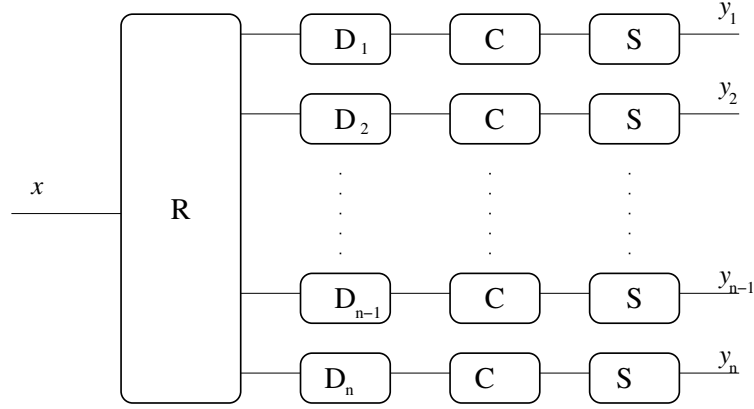 D₁ C S y₁
D₂ C S y₂
x R
Dₙ₋₁ C S yₙ₋₁
Dₙ C S yₙ